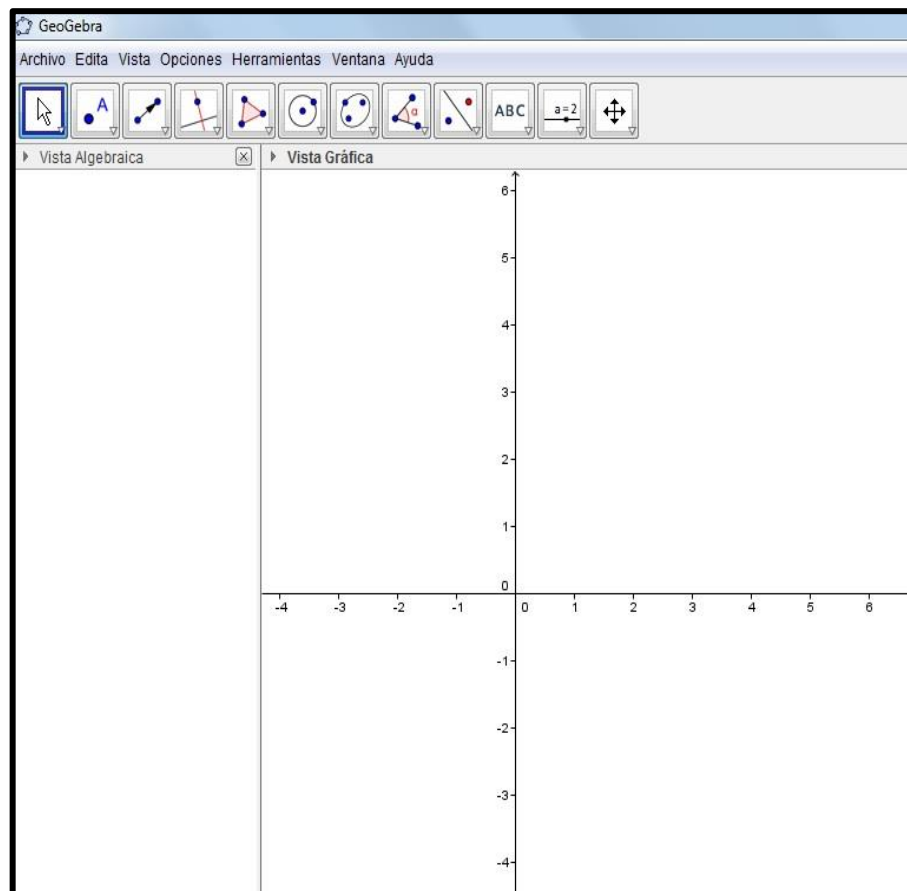 GeoGebra
Archivo Edita Vista Opciones Herramientas Ventana Ayuda
A α ABC a=2
Vista Algebraica Vista Gráfica
6
5
4
3
2
1
0
-4 -3 -2 -1 0 1 2 3 4 5 6
-1
-2
-3
-4